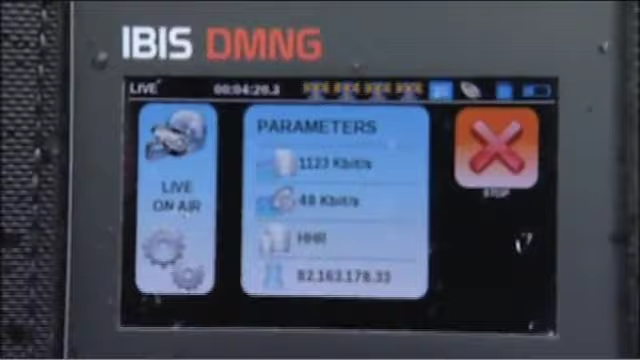 IBIS DMNG
LIVE 00:04:20.3
PARAMETERS
1123 Kbit/s
LIVE
ON AIR
48 Kbit/s
HHR
82.163.178.33
STOP